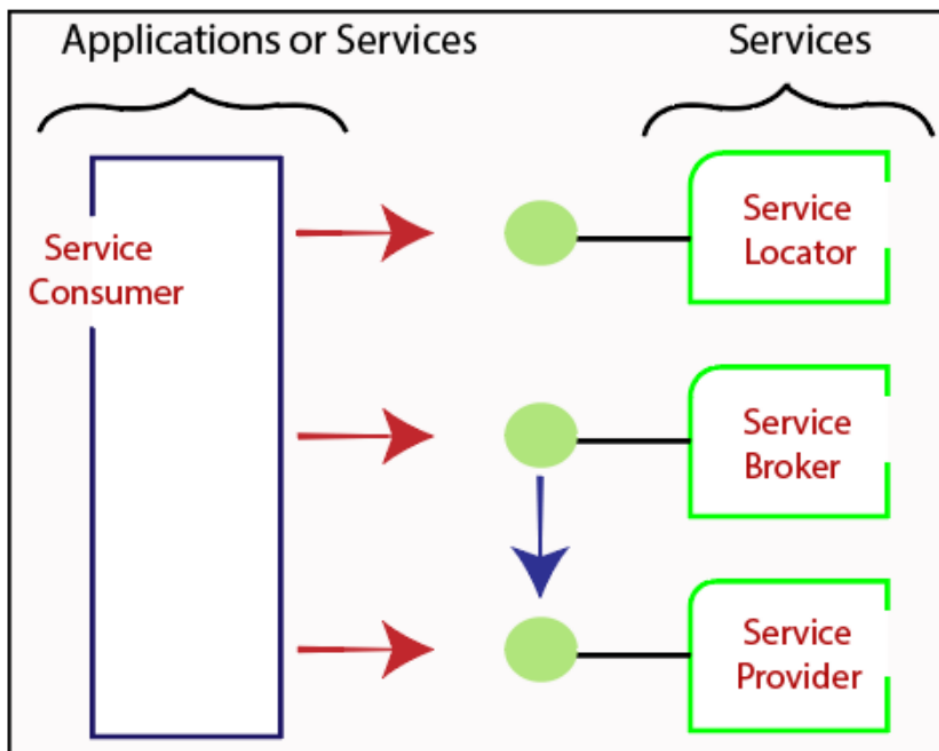 Applications or Services
Services
Service
Consumer
Service
Locator
Service
Broker
Service
Provider